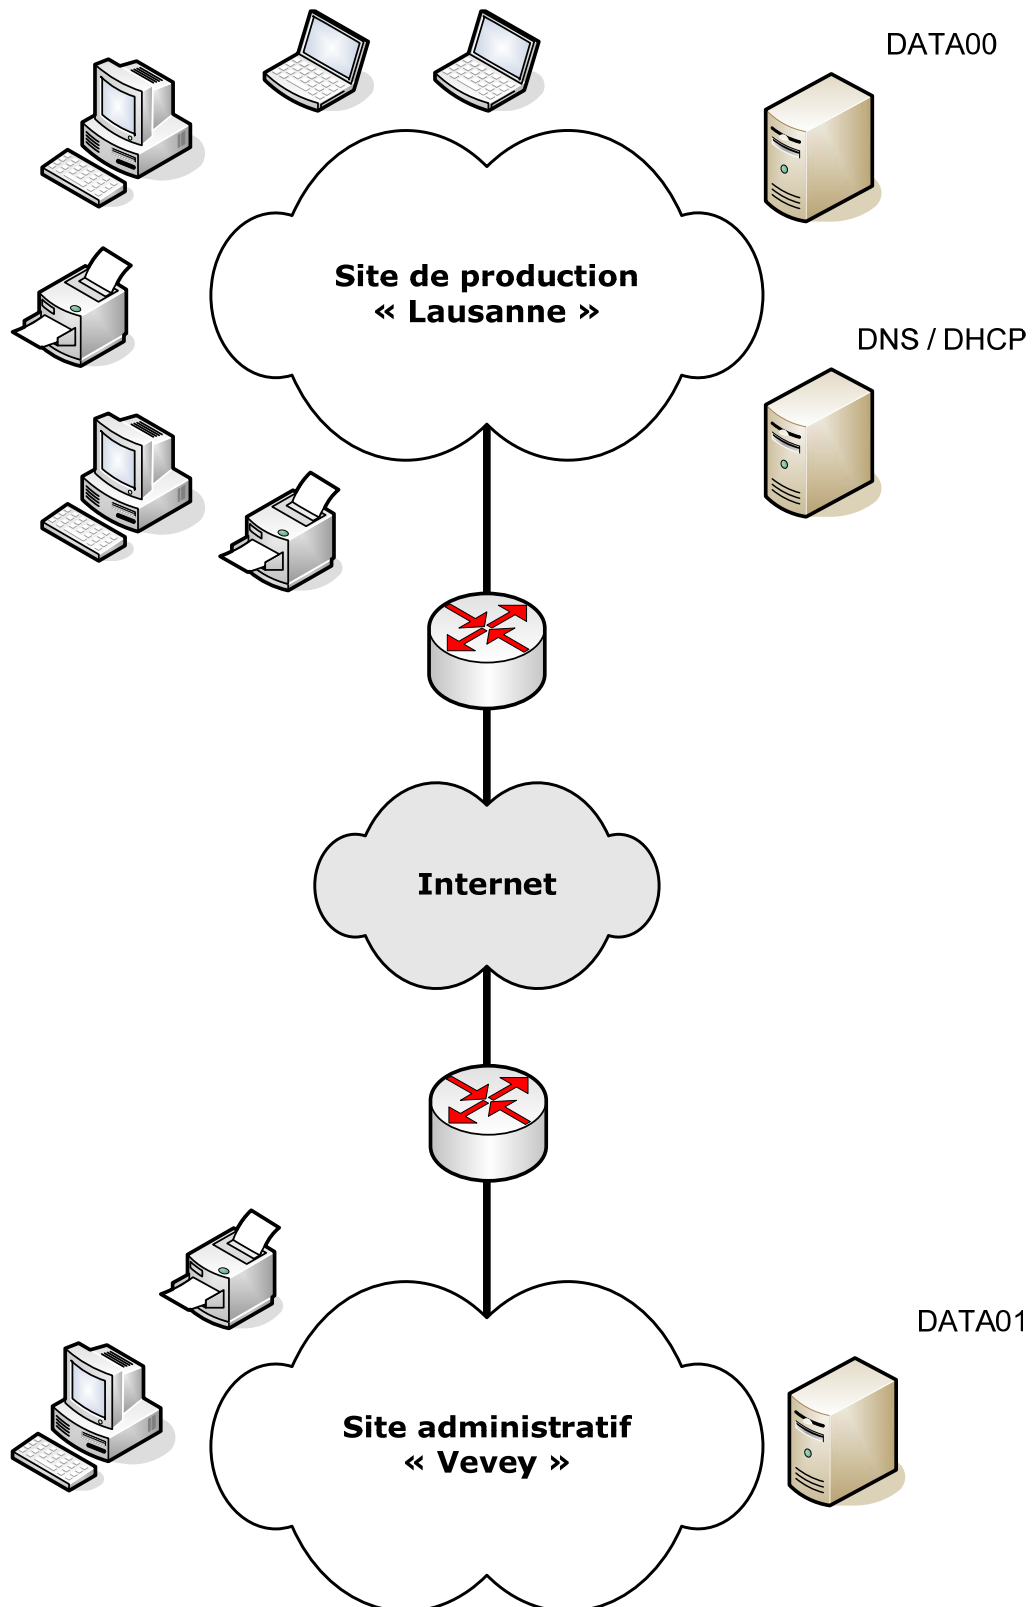 DATA00
Site de production
« Lausanne »
DNS / DHCP
Internet
DATA01
Site administratif
« Vevey »